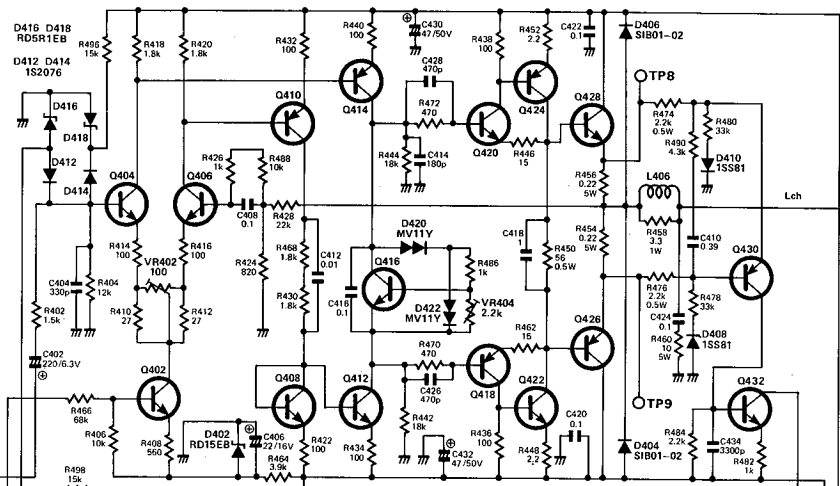 D416 D418
RD5R1EB
D412 D414
1S2076
R496
15k
R418
1.8k
R420
1.8k
R432
100
R440
100
C430
47/50V
R438
100
R452
2.2
C422
0.1
D406
SIB01-02
D416
D418
D412
D414
Q410
Q414
C428
470p
R472
470
R444
18k
C414
180p
Q420
Q424
R446
15
Q428
TP8
R474
2.2k
0.5W
R490
4.3k
R480
33k
D410
1SS81
Q404
Q406
R426
1k
R488
10k
C408
0.1
R428
22k
R456
0.22
5W
L406
Lch
R414
100
R416
100
VR402
100
R424
820
R468
1.8k
C412
0.01
R430
1.8k
D420
MV11Y
Q416
C416
0.1
D422
MV11Y
R486
1k
VR404
2.2k
C418
1
R450
56
0.5W
R454
0.22
5W
R458
3.3
1W
C410
0.39
Q430
C404
330p
R404
12k
R402
1.5k
R410
27
R412
27
R476
2.2k
0.5W
R478
33k
C424
0.1
R460
10
5W
D408
1SS81
C402
220/6.3V
Q402
Q408
Q412
R470
470
C426
470p
R462
15
Q418
Q426
Q422
TP9
Q432
R466
68k
R406
10k
R408
560
D402
RD15EB
C406
22/16V
R464
3.9k
R422
100
R434
100
R442
18k
C432
47/50V
R436
100
R448
2.2
C420
0.1
D404
SIB01-02
R484
2.2k
C434
3300p
R482
1k
R498
15k